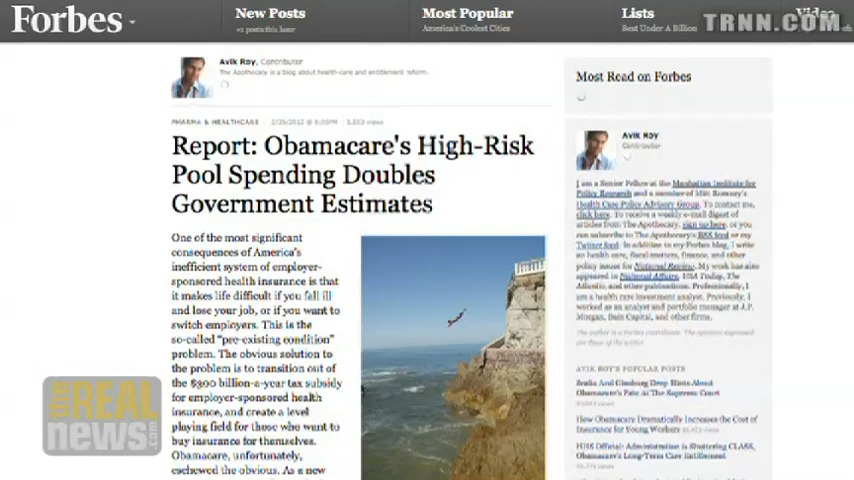 Forbes
New Posts
+1 posts this hour
Most Popular
America's Coolest Cities
Lists
Best Under A Billion
Video
TRNN.COM
Avik Roy, Contributor
The Apothecary is a blog about health-care and entitlement reform.
PHARMA & HEALTHCARE
Report: Obamacare's High-Risk
Pool Spending Doubles
Government Estimates
One of the most significant
consequences of America's
inefficient system of employer-
sponsored health insurance is that
it makes life difficult if you fall ill
and lose your job, or if you want to
switch employers. This is the
so-called "pre-existing condition"
problem. The obvious solution to
the problem is to transition out of
the $300 billion-a-year tax subsidy
for employer-sponsored health
insurance, and create a level
playing field for those who want to
buy insurance for themselves.
Obamacare, unfortunately,
eschewed the obvious. As a new
Most Read on Forbes
Avik Roy
Contributor
I am a Senior Fellow at the Manhattan Institute for
Policy Research and a member of Mitt Romney's
Health Care Policy Advisory Group. To contact me,
click here. To receive a weekly e-mail digest of
articles from The Apothecary, sign up here, or you
can subscribe to The Apothecary's RSS feed or my
Twitter feed. In addition to my Forbes blog, I write
on health care, fiscal matters, finance, and other
policy issues for National Review. My work has also
appeared in National Affairs, USA Today, The
Atlantic, and other publications. Professionally, I
am a health care investment analyst. Previously, I
worked as an analyst and portfolio manager at J.P.
Morgan, Bain Capital, and other firms.
The author is a Forbes contributor. The opinions expressed
are those of the writer.
AVIK ROY'S POPULAR POSTS
Scalia And Ginsburg Drop Hints About
Obamacare's Fate At The Supreme Court
How Obamacare Dramatically Increases the Cost of
Insurance for Young Workers
HHS Official: Administration is Shuttering CLASS,
Obamacare's Long-Term Care Entitlement
the REAL
news.com